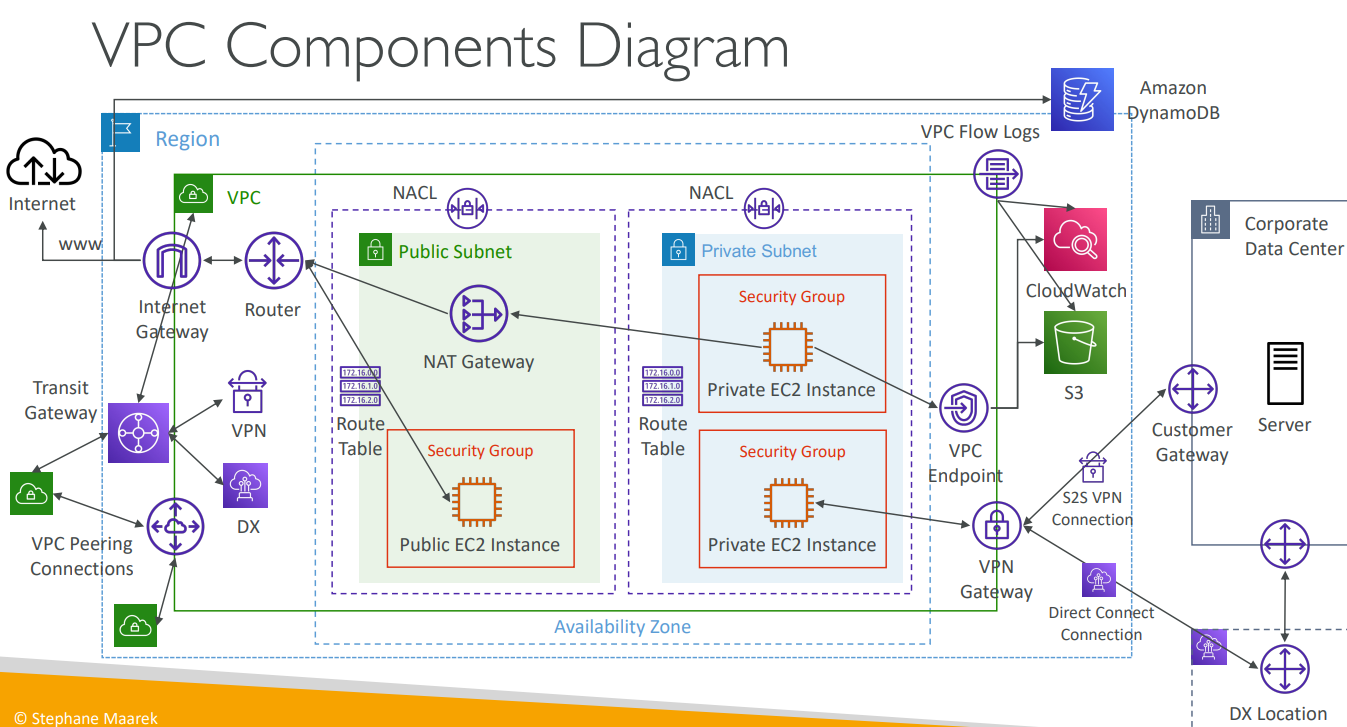 VPC Components Diagram
Amazon
DynamoDB
VPC Flow Logs
Region
Internet
www
VPC
NACL
NACL
Corporate
Data Center
Public Subnet
Private Subnet
Internet
Gateway
Router
NAT Gateway
Security Group
Private EC2 Instance
CloudWatch
S3
Transit
Gateway
VPN
DX
172.16.0.0
172.16.1.0
172.16.2.0
Route
Table
172.16.0.0
172.16.1.0
172.16.2.0
Route
Table
Security Group
Public EC2 Instance
Security Group
Private EC2 Instance
VPC
Endpoint
Customer
Gateway
Server
S2S VPN
Connection
VPC Peering
Connections
VPN
Gateway
Direct Connect
Connection
Availability Zone
DX Location
© Stephane Maarek